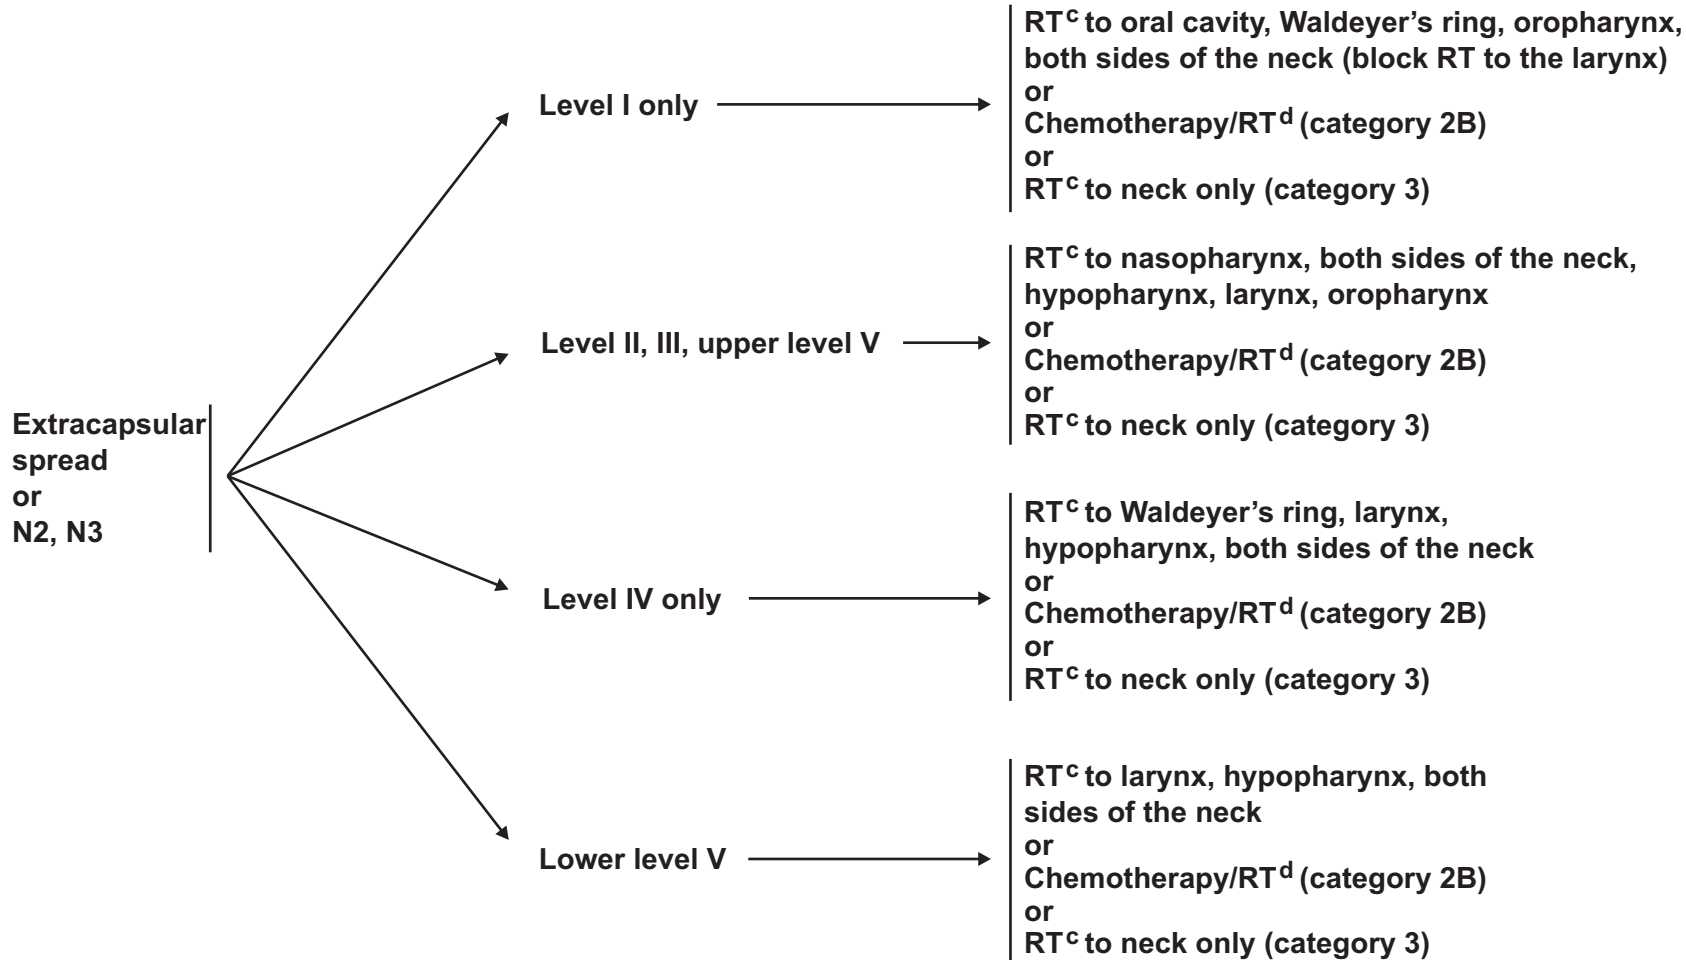 Extracapsular
spread
or
N2, N3
Level I only
RTᶜ to oral cavity, Waldeyer’s ring, oropharynx,
both sides of the neck (block RT to the larynx)
or
Chemotherapy/RTᵈ (category 2B)
or
RTᶜ to neck only (category 3)
Level II, III, upper level V
RTᶜ to nasopharynx, both sides of the neck,
hypopharynx, larynx, oropharynx
or
Chemotherapy/RTᵈ (category 2B)
or
RTᶜ to neck only (category 3)
Level IV only
RTᶜ to Waldeyer’s ring, larynx,
hypopharynx, both sides of the neck
or
Chemotherapy/RTᵈ (category 2B)
or
RTᶜ to neck only (category 3)
Lower level V
RTᶜ to larynx, hypopharynx, both
sides of the neck
or
Chemotherapy/RTᵈ (category 2B)
or
RTᶜ to neck only (category 3)